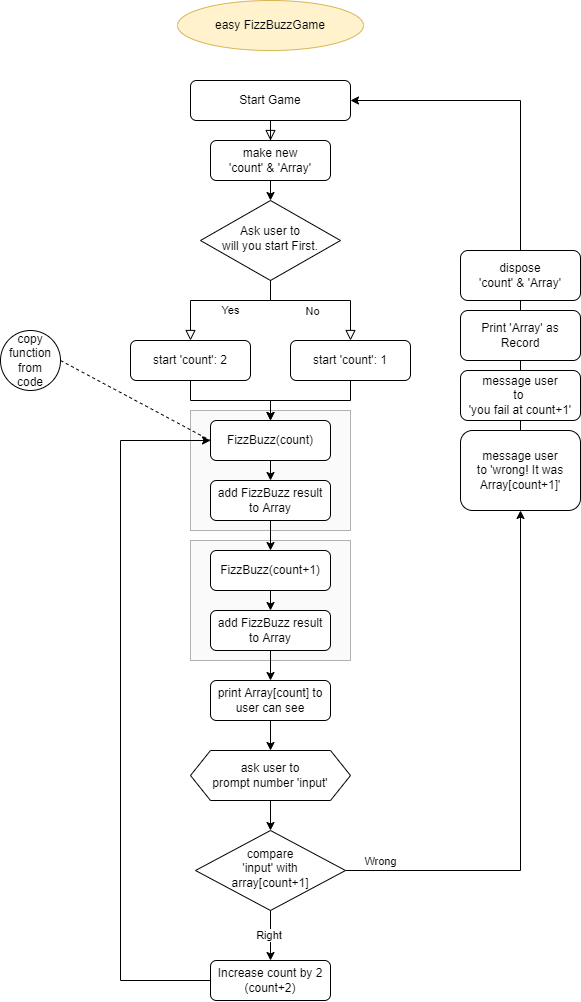 easy FizzBuzzGame
Start Game
make new
'count' & 'Array'
Ask user to
will you start First.
Yes
No
start 'count': 2
start 'count': 1
copy
function
from
code
FizzBuzz(count)
add FizzBuzz result
to Array
FizzBuzz(count+1)
add FizzBuzz result
to Array
print Array[count] to
user can see
ask user to
prompt number 'input'
compare
'input' with
array[count+1]
Wrong
Right
Increase count by 2
(count+2)
message user
to 'wrong! It was
Array[count+1]'
message user
to
'you fail at count+1'
Print 'Array' as
Record
dispose
'count' & 'Array'